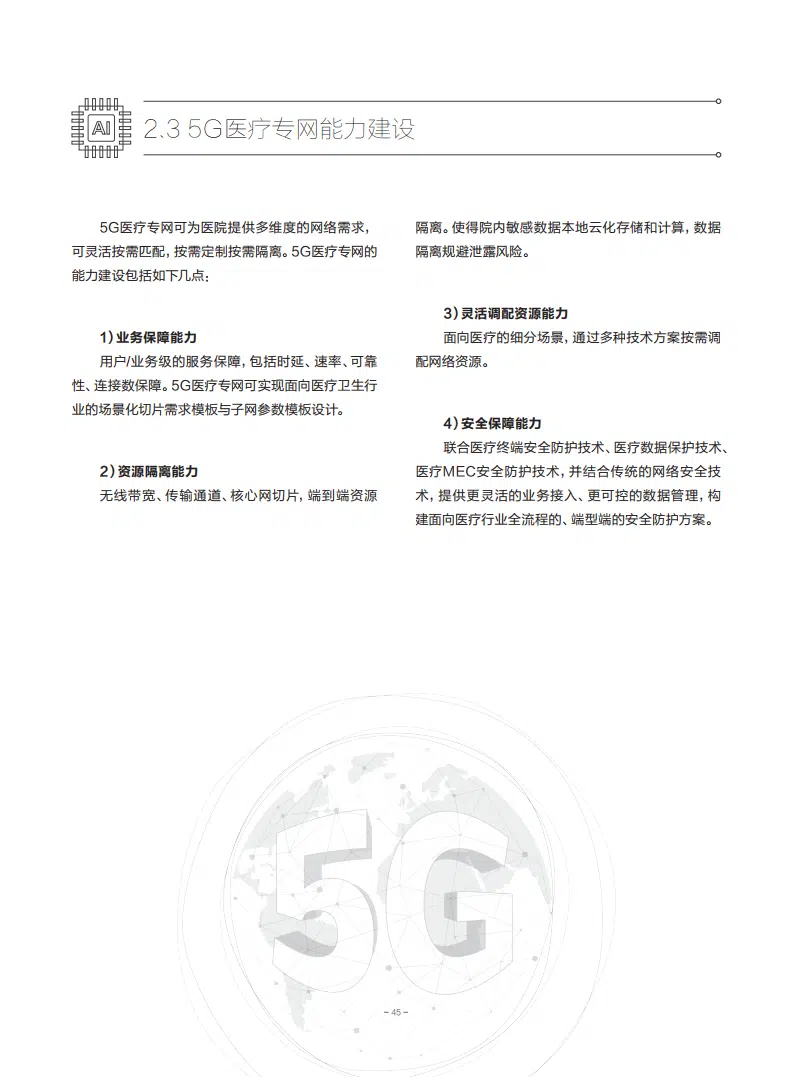 AI
2.3 5G医疗专网能力建设
5G医疗专网可为医院提供多维度的网络需求，
可灵活按需匹配，按需定制按需隔离。5G医疗专网的
能力建设包括如下几点：
1）业务保障能力
用户/业务级的服务保障，包括时延、速率、可靠
性、连接数保障。5G医疗专网可实现面向医疗卫生行
业的场景化切片需求模板与子网参数模板设计。
2）资源隔离能力
无线带宽、传输通道、核心网切片，端到端资源
隔离。使得院内敏感数据本地云化存储和计算，数据
隔离规避泄露风险。
3）灵活调配资源能力
面向医疗的细分场景，通过多种技术方案按需调
配网络资源。
4）安全保障能力
联合医疗终端安全防护技术、医疗数据保护技术、
医疗MEC安全防护技术，并结合传统的网络安全技
术，提供更灵活的业务接入、更可控的数据管理，构
建面向医疗行业全流程的、端型端的安全防护方案。
5G
– 45 –